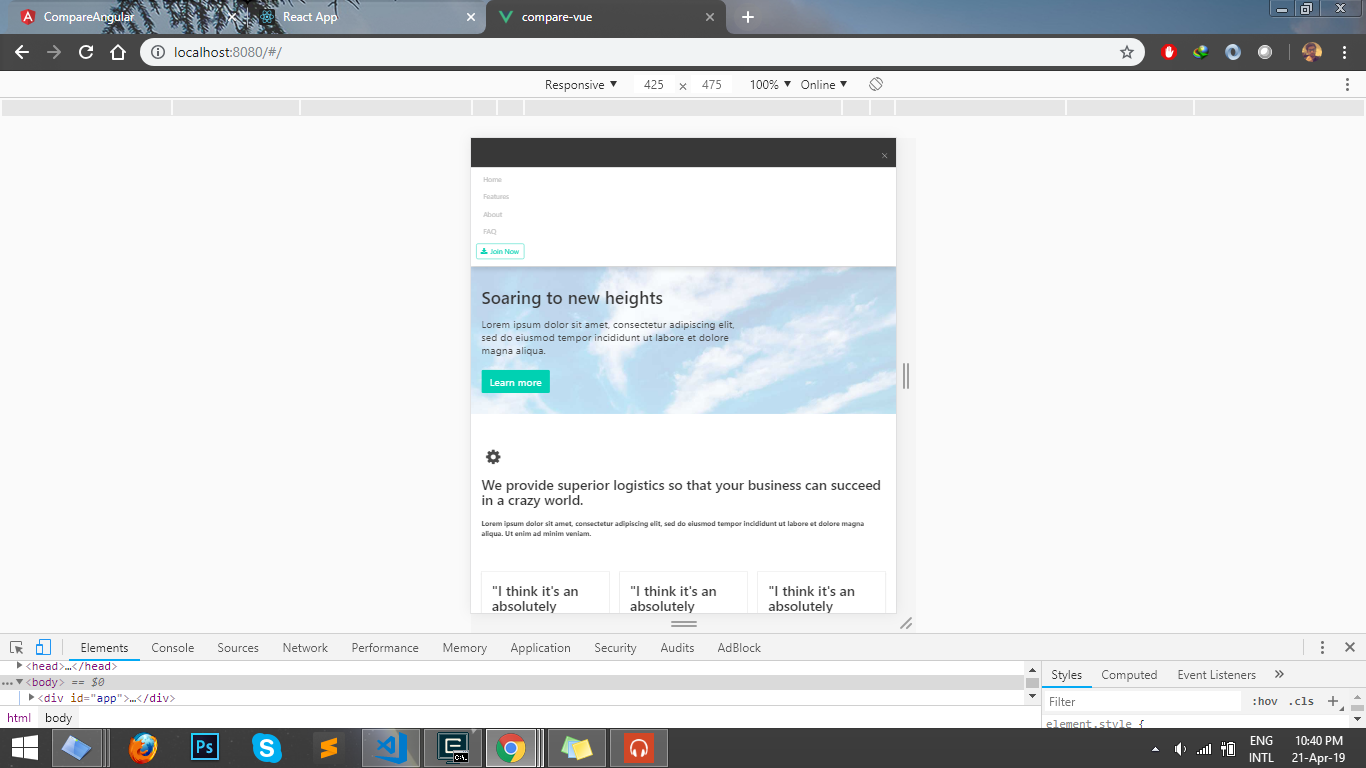 CompareAngular
React App
compare-vue
localhost:8080/#/
Responsive ▼ 425 × 475 100% ▼ Online ▼
×
Home
Features
About
FAQ
Join Now
Soaring to new heights
Lorem ipsum dolor sit amet, consectetur adipiscing elit,
sed do eiusmod tempor incididunt ut labore et dolore
magna aliqua.
Learn more
We provide superior logistics so that your business can succeed
in a crazy world.
Lorem ipsum dolor sit amet, consectetur adipiscing elit, sed do eiusmod tempor incididunt ut labore et dolore magna
aliqua. Ut enim ad minim veniam.
"I think it's an
absolutely
"I think it's an
absolutely
"I think it's an
absolutely
Elements Console Sources Network Performance Memory Application Security Audits AdBlock
<head>…</head>
<body> == $0
<div id="app">…</div>
html body
Styles Computed Event Listeners »
Filter :hov .cls +
element.style {
Ps
C:\.
ENG
INTL
10:40 PM
21-Apr-19